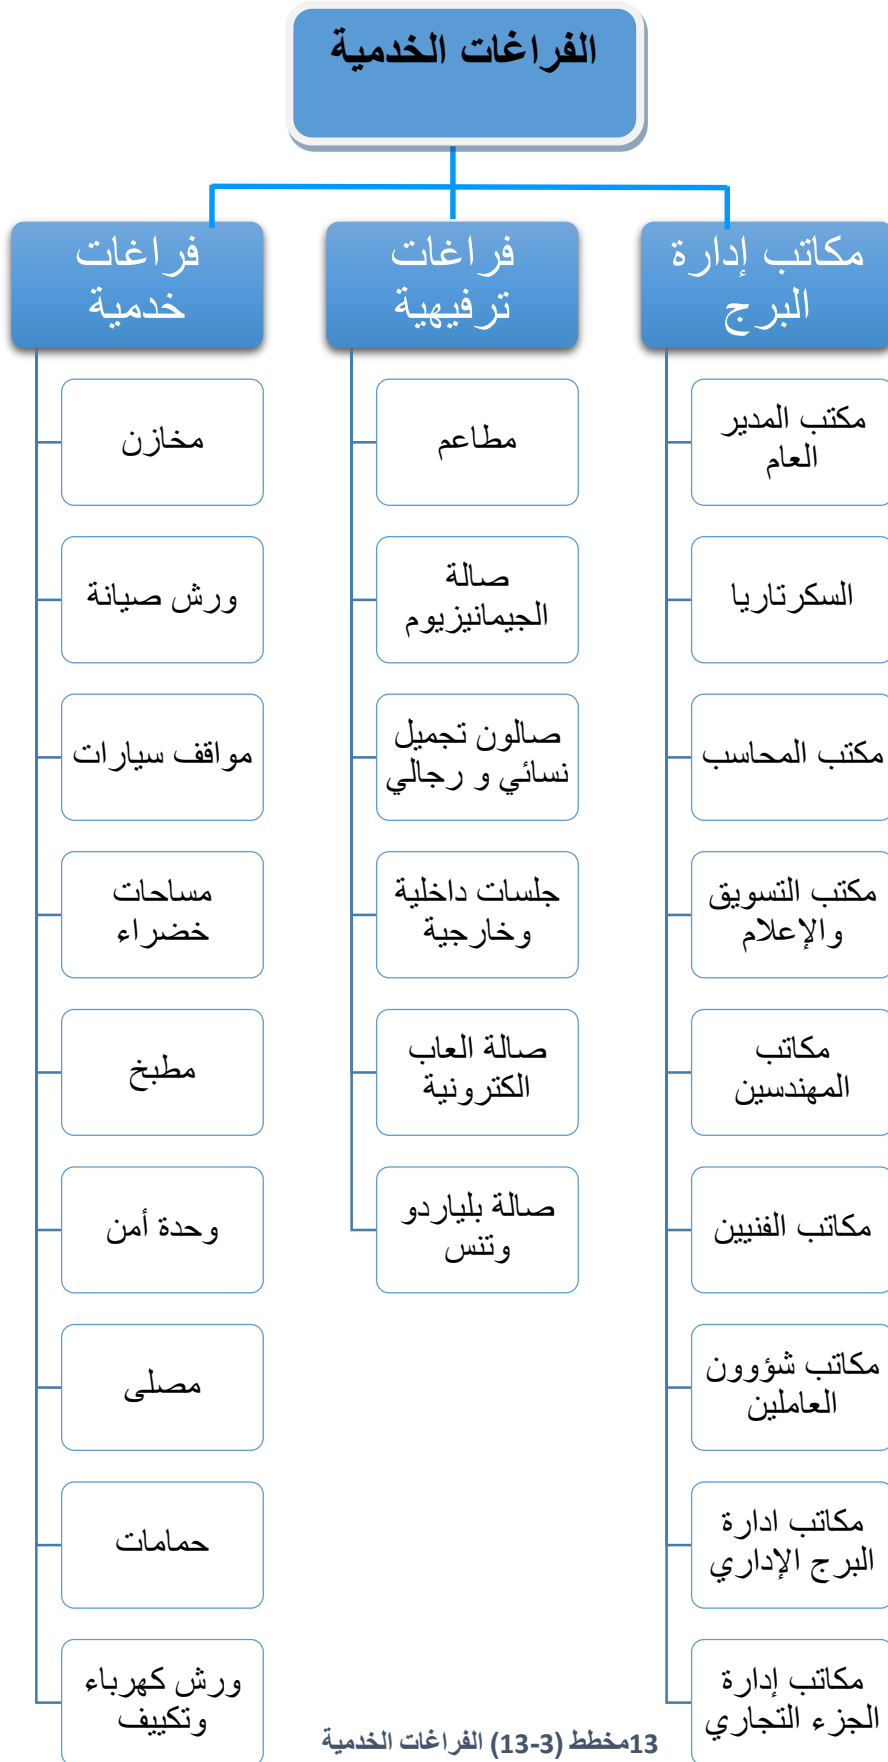 الفراغات الخدمية
مكاتب إدارة
البرج
مكتب المدير
العام
السكرتاريا
مكتب المحاسب
مكتب التسويق
والإعلام
مكاتب
المهندسين
مكاتب الفنيين
مكاتب شؤوون
العاملين
مكاتب ادارة
البرج الإداري
مكاتب إدارة
الجزء التجاري
فراغات
ترفيهية
مطاعم
صالة
الجيمانيزيوم
صالون تجميل
نسائي و رجالي
جلسات داخلية
وخارجية
صالة العاب
الكترونية
صالة بلياردو
وتنس
فراغات
خدمية
مخازن
ورش صيانة
مواقف سيارات
مساحات
خضراء
مطبخ
وحدة أمن
مصلى
حمامات
ورش كهرباء
وتكييف
13مخطط (3-13) الفراغات الخدمية